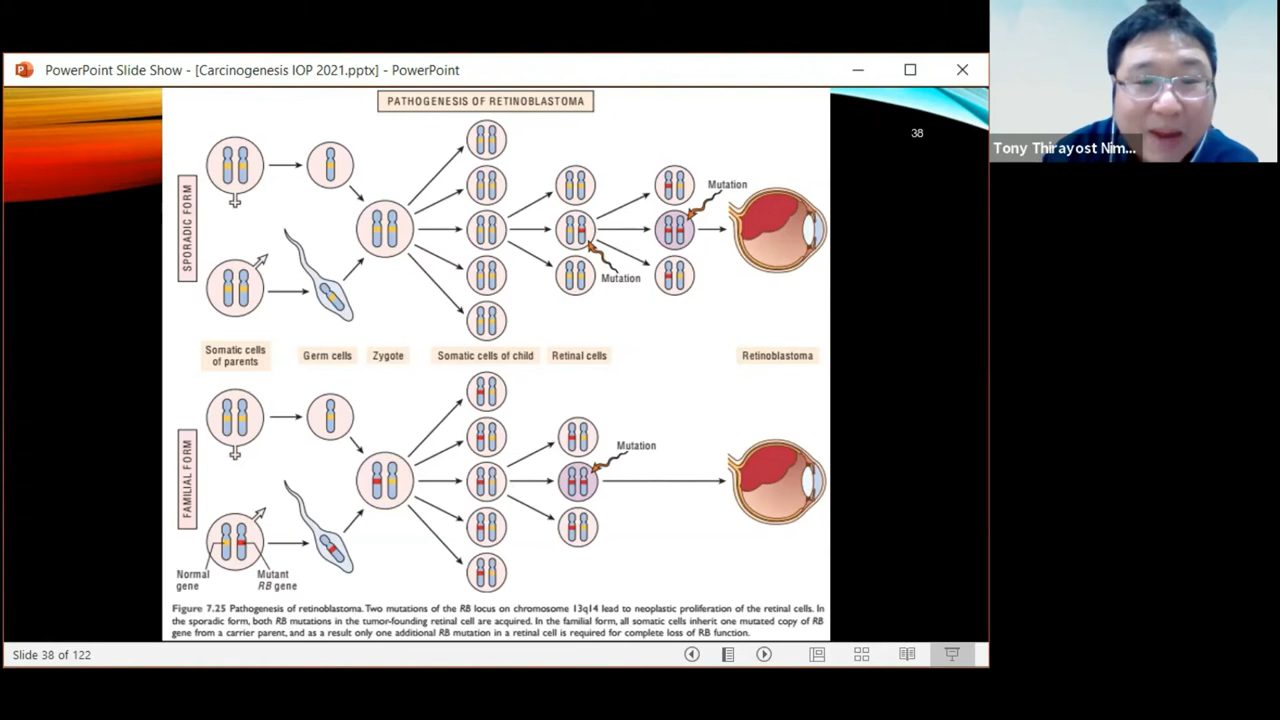 PowerPoint Slide Show - [Carcinogenesis IOP 2021.pptx] - PowerPoint
PATHOGENESIS OF RETINOBLASTOMA
38
Tony Thirayost Nim...
SPORADIC FORM
Mutation
Mutation
Somatic cells
of parents
Germ cells
Zygote
Somatic cells of child
Retinal cells
Retinoblastoma
FAMILIAL FORM
Mutation
Normal
gene
Mutant
RB gene
Figure 7.25 Pathogenesis of retinoblastoma. Two mutations of the RB locus on chromosome 13q14 lead to neoplastic proliferation of the retinal cells. In
the sporadic form, both RB mutations in the tumor-founding retinal cell are acquired. In the familial form, all somatic cells inherit one mutated copy of RB
gene from a carrier parent, and as a result only one additional RB mutation in a retinal cell is required for complete loss of RB function.
Slide 38 of 122